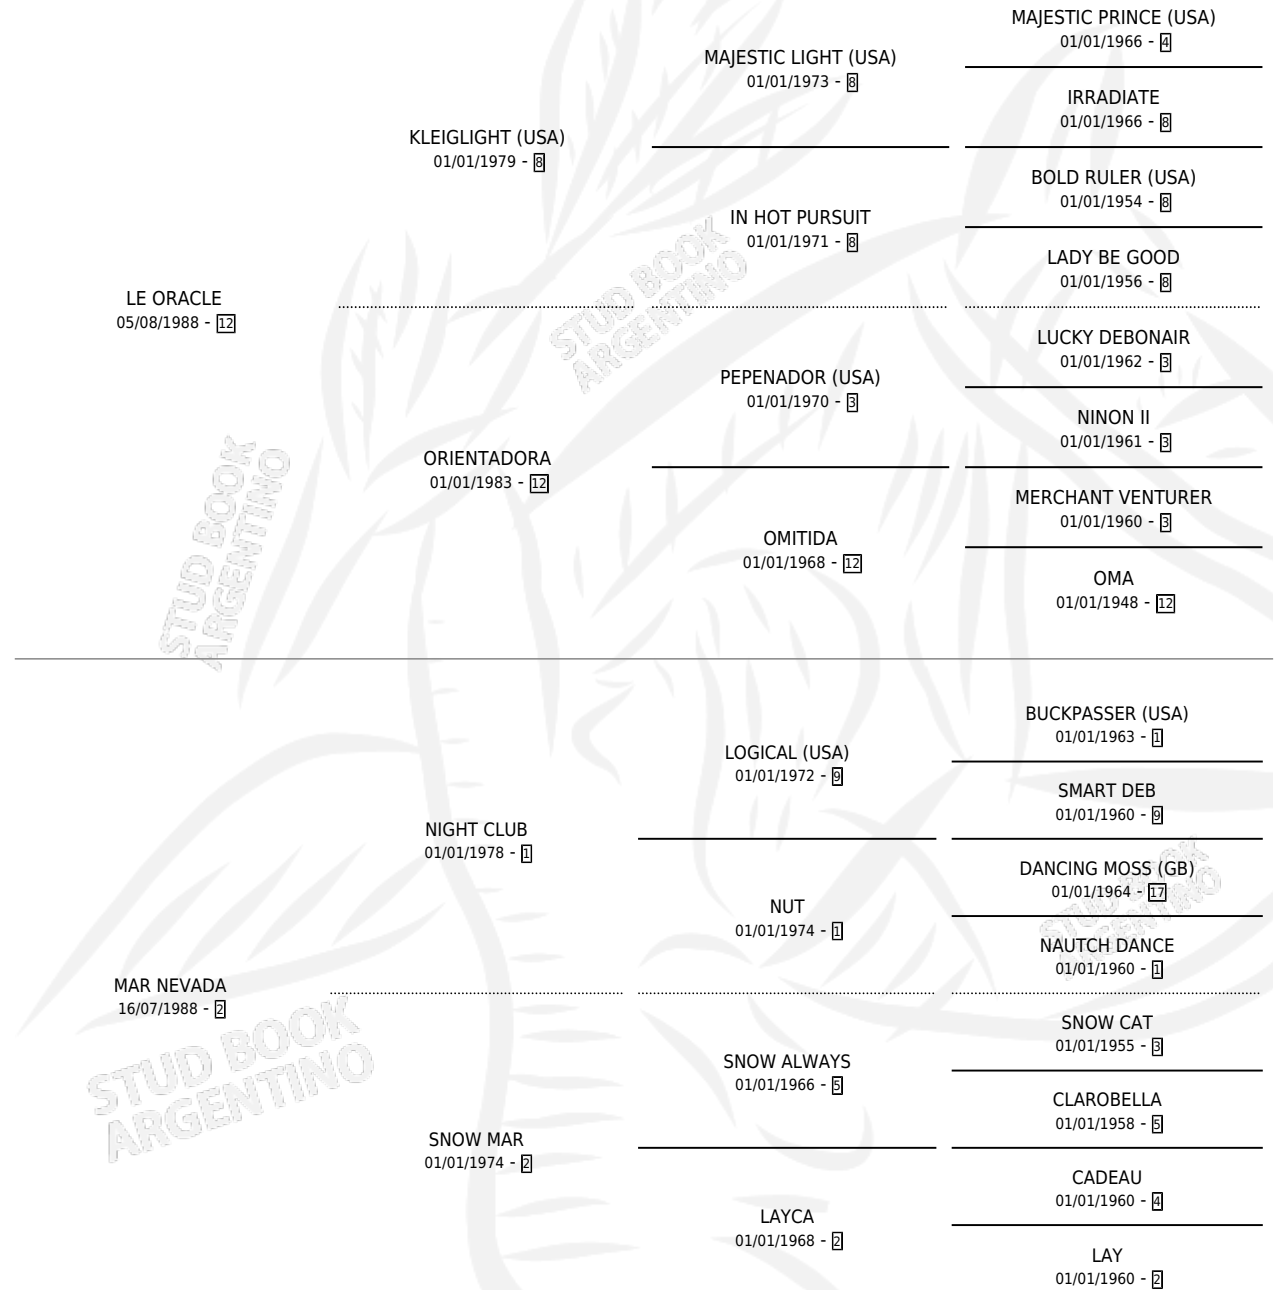 MAJESTIC PRINCE (USA)
01/01/1966 - 4
MAJESTIC LIGHT (USA)
01/01/1973 - 8
IRRADIATE
01/01/1966 - 8
KLEIGLIGHT (USA)
01/01/1979 - 8
BOLD RULER (USA)
01/01/1954 - 8
IN HOT PURSUIT
01/01/1971 - 8
LADY BE GOOD
01/01/1956 - 8
LE ORACLE
05/08/1988 - 12
LUCKY DEBONAIR
01/01/1962 - 3
PEPENADOR (USA)
01/01/1970 - 3
NINON II
01/01/1961 - 3
ORIENTADORA
01/01/1983 - 12
MERCHANT VENTURER
01/01/1960 - 3
OMITIDA
01/01/1968 - 12
OMA
01/01/1948 - 12
STUD BOOK
ARGENTINO
STUD BOOK
ARGENTINO
BUCKPASSER (USA)
01/01/1963 - 1
LOGICAL (USA)
01/01/1972 - 9
SMART DEB
01/01/1960 - 9
NIGHT CLUB
01/01/1978 - 1
DANCING MOSS (GB)
01/01/1964 - 17
NUT
01/01/1974 - 1
NAUTCH DANCE
01/01/1960 - 1
MAR NEVADA
16/07/1988 - 2
SNOW CAT
01/01/1955 - 3
SNOW ALWAYS
01/01/1966 - 5
CLAROBELLA
01/01/1958 - 5
SNOW MAR
01/01/1974 - 2
CADEAU
01/01/1960 - 4
LAYCA
01/01/1968 - 2
LAY
01/01/1960 - 2
STUD BOOK
ARGENTINO
STUD BOOK
ARGENTINO